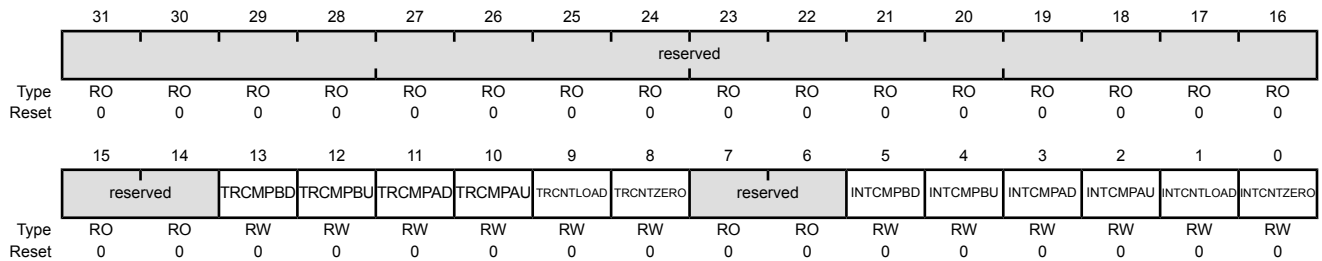 31 30 29 28 27 26 25 24 23 22 21 20 19 18 17 16
reserved
Type RO RO RO RO RO RO RO RO RO RO RO RO RO RO RO RO
Reset 0 0 0 0 0 0 0 0 0 0 0 0 0 0 0 0
15 14 13 12 11 10 9 8 7 6 5 4 3 2 1 0
reserved TRCMPBD TRCMPBU TRCMPAD TRCMPAU TRCNTLOAD TRCNTZERO reserved INTCMPBD INTCMPBU INTCMPAD INTCMPAU INTCNTLOAD INTCNTZERO
Type RO RO RW RW RW RW RW RW RO RO RW RW RW RW RW RW
Reset 0 0 0 0 0 0 0 0 0 0 0 0 0 0 0 0